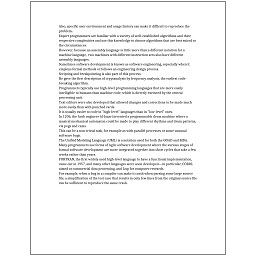 Also, specific user environment and usage history can make it difficult to reproduce the
problem.
Expert programmers are familiar with a variety of well-established algorithms and their
respective complexities and use this knowledge to choose algorithms that are best suited to
the circumstances.
However, because an assembly language is little more than a different notation for a
machine language, two machines with different instruction sets also have different
assembly languages.
Sometimes software development is known as software engineering, especially when it
employs formal methods or follows an engineering design process.
Scripting and breakpointing is also part of this process.
He gave the first description of cryptanalysis by frequency analysis, the earliest code-
breaking algorithm.
Programs typically use high-level programming languages that are more easily
intelligible to humans than machine code, which is directly executed by the central
processing unit.
Text editors were also developed that allowed changes and corrections to be made much
more easily than with punched cards.
It is usually easier to code in "high-level" languages than in "low-level" ones.
In 1206, the Arab engineer Al-Jazari invented a programmable drum machine where a
musical mechanical automaton could be made to play different rhythms and drum patterns,
via pegs and cams.
This can be a non-trivial task, for example as with parallel processes or some unusual
software bugs.
The Unified Modeling Language (UML) is a notation used for both the OOAD and MDA.
Many programmers use forms of Agile software development where the various stages of
formal software development are more integrated together into short cycles that take a few
weeks rather than years.
FORTRAN, the first widely used high-level language to have a functional implementation,
came out in 1957, and many other languages were soon developed—in particular, COBOL
aimed at commercial data processing, and Lisp for computer research.
For example, when a bug in a compiler can make it crash when parsing some large source
file, a simplification of the test case that results in only few lines from the original source file
can be sufficient to reproduce the same crash.